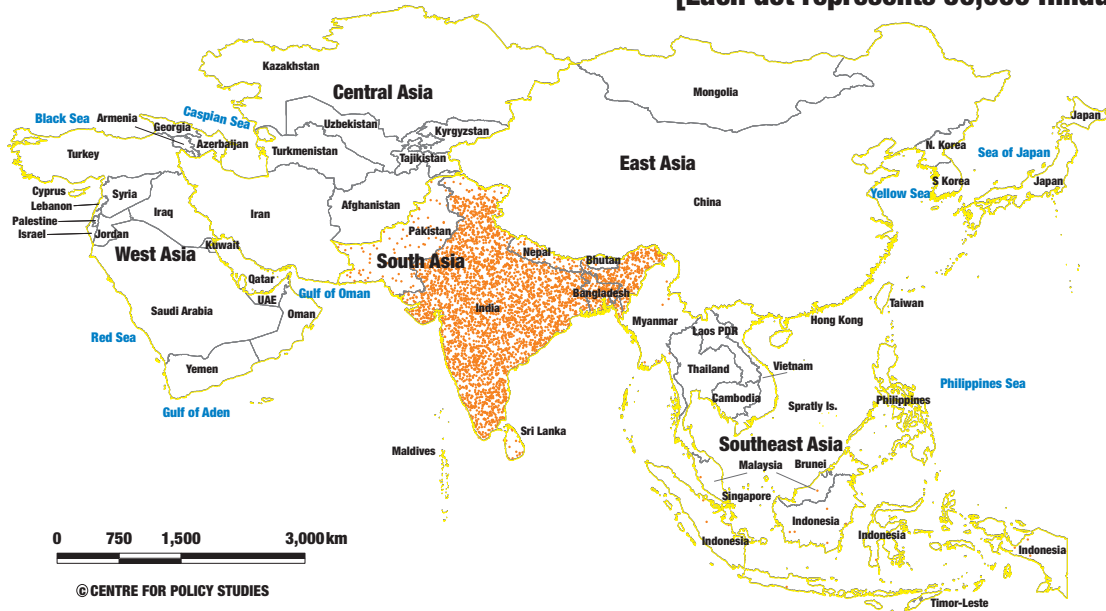 Kazakhstan
Central Asia
Mongolia
Black Sea
Armenia
Caspian Sea
Georgia
Azerbaijan
Uzbekistan
Kyrgyzstan
Japan
Turkey
Turkmenistan
Tajikistan
East Asia
N. Korea
Sea of Japan
Cyprus
Syria
Lebanon
Palestine
Israel
Jordan
Iraq
Iran
Afghanistan
China
S Korea
Japan
Yellow Sea
Pakistan
West Asia
Kuwait
South Asia
Nepal
Bhutan
Qatar
UAE
Gulf of Oman
Bangladesh
India
Saudi Arabia
Oman
Taiwan
Red Sea
Myanmar
Laos PDR
Hong Kong
Yemen
Thailand
Vietnam
Philippines Sea
Gulf of Aden
Cambodia
Spratly Is.
Philippines
Sri Lanka
Maldives
Southeast Asia
Malaysia
Brunei
Singapore
Indonesia
Indonesia
Indonesia
Indonesia
Timor-Leste
0 750 1,500 3,000 km
© CENTRE FOR POLICY STUDIES